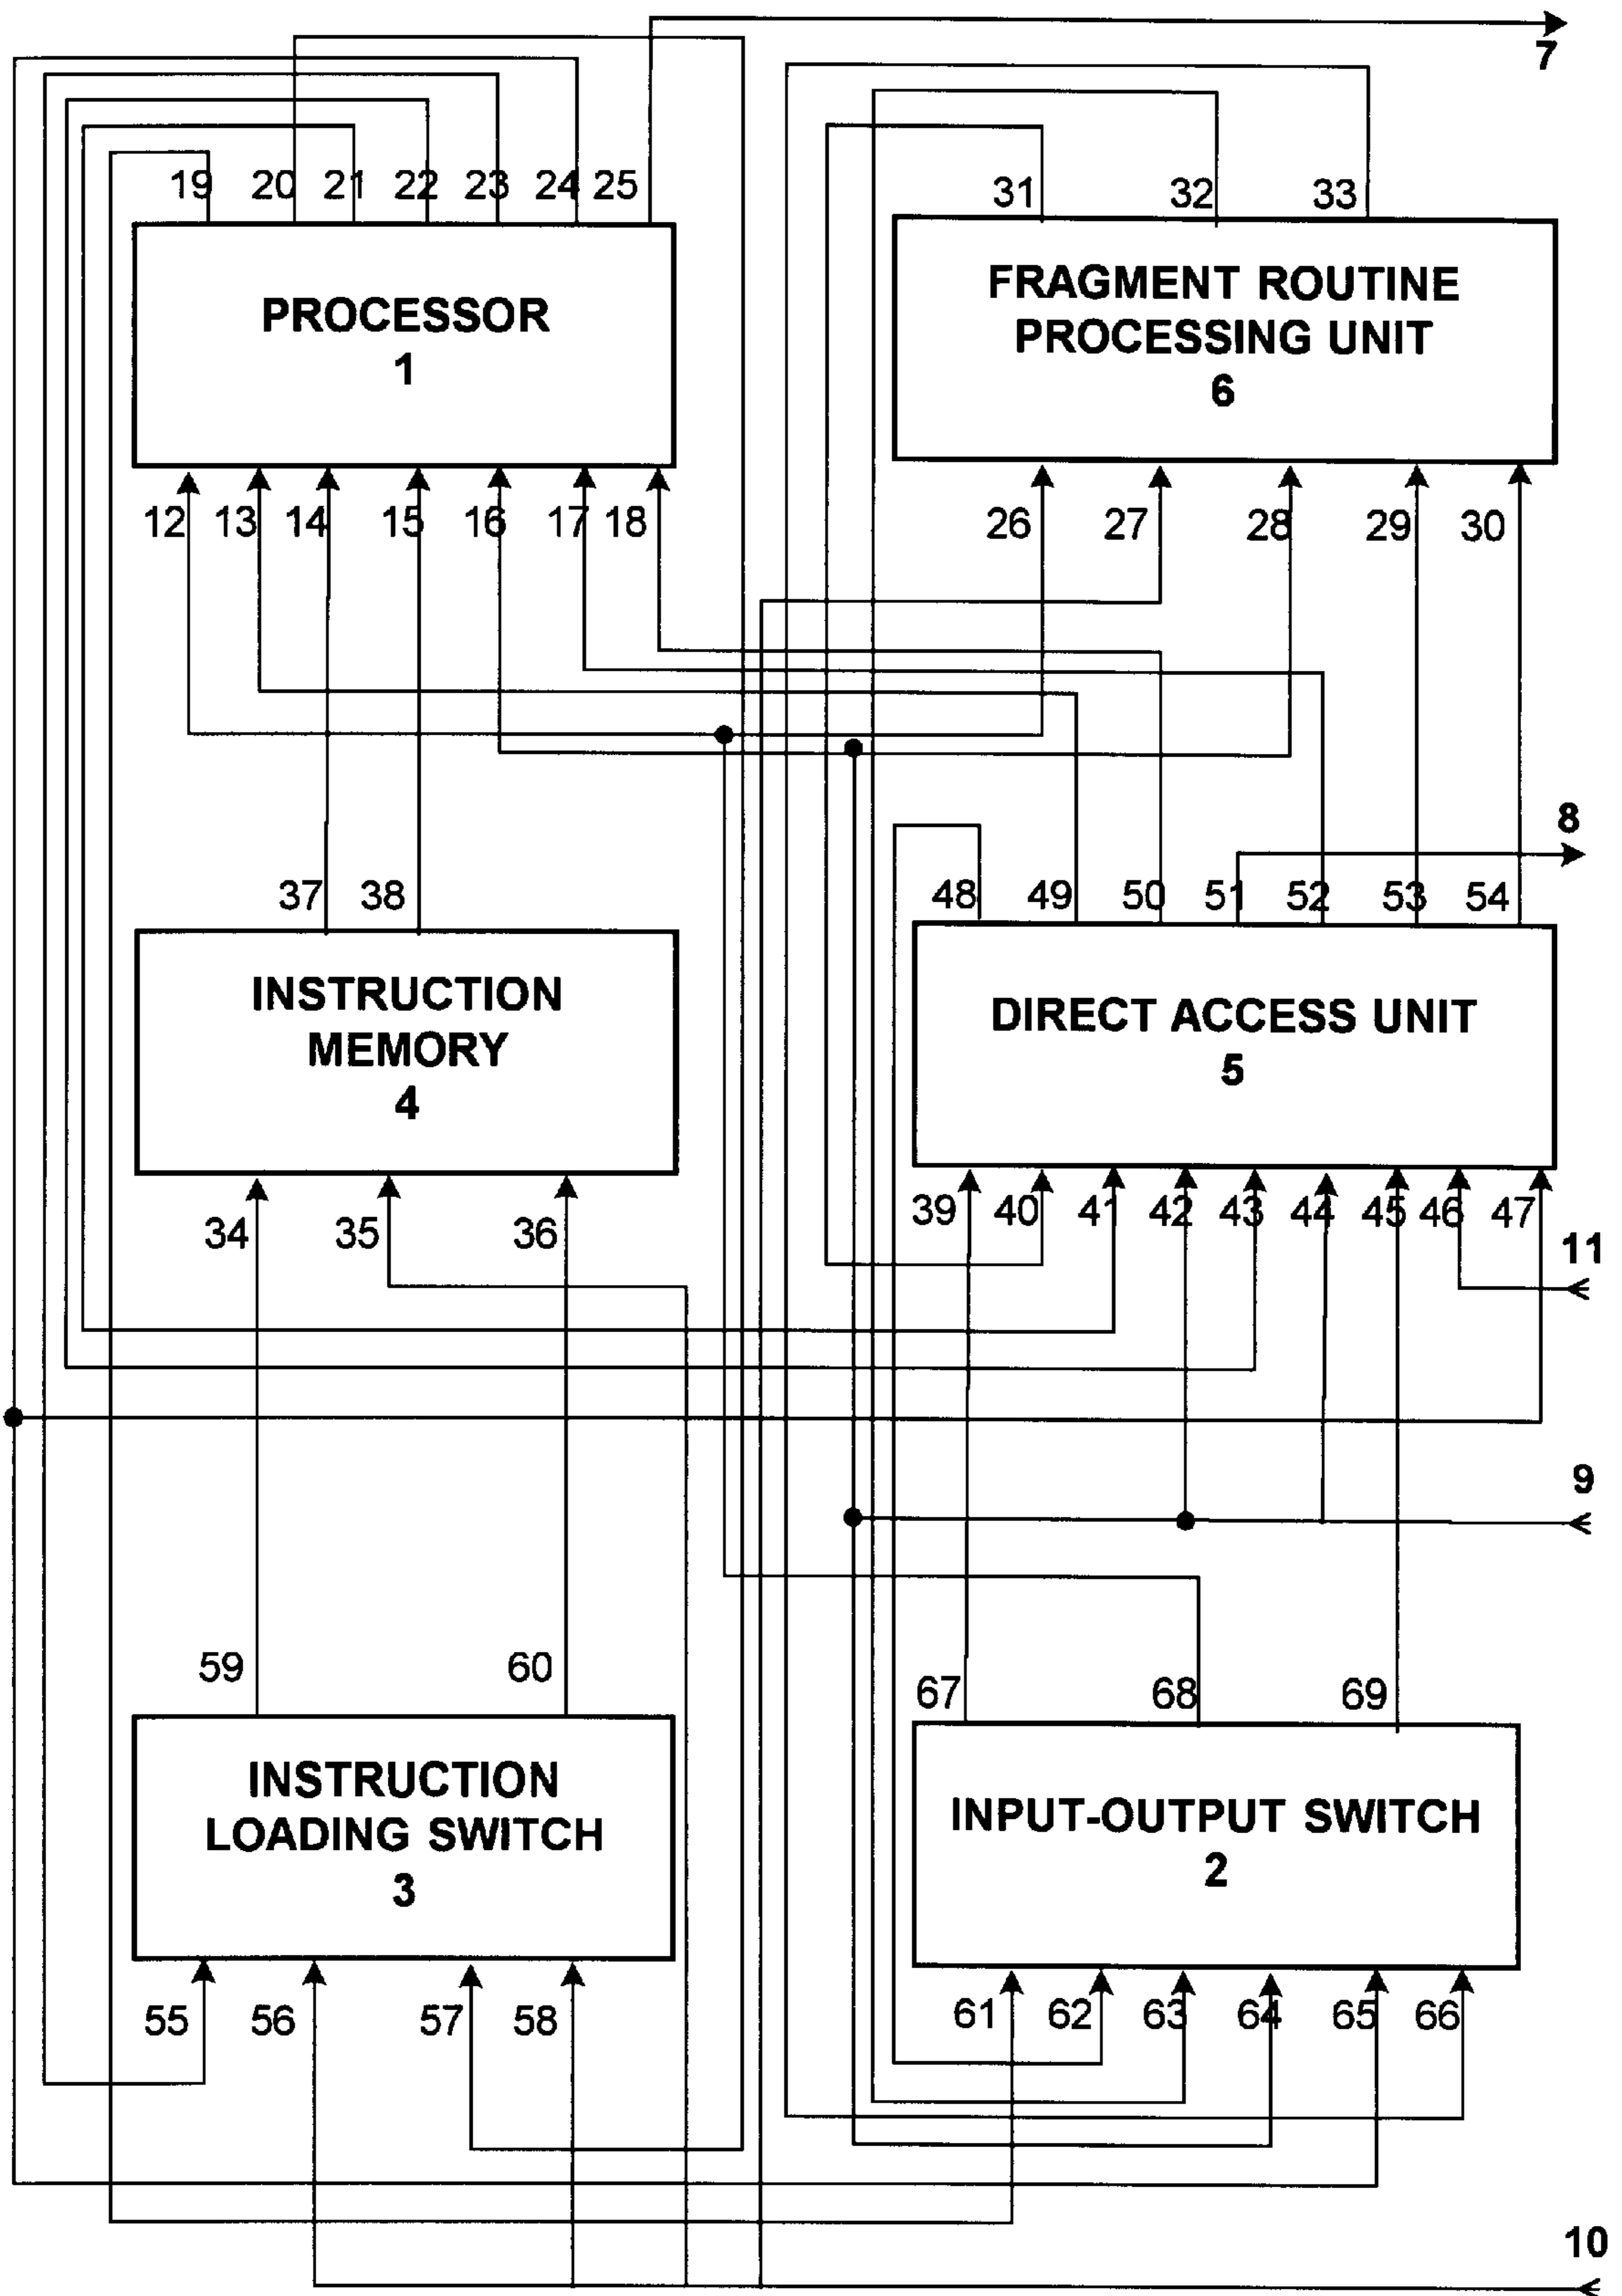 7
19 20 21 22 23 24 25
31 32 33
PROCESSOR
1
FRAGMENT ROUTINE
PROCESSING UNIT
6
12 13 14 15 16 17 18
26 27 28 29 30
8
37 38
48 49 50 51 52 53 54
INSTRUCTION
MEMORY
4
DIRECT ACCESS UNIT
5
34 35 36
39 40 41 42 43 44 45 46 47
11
9
59 60
67 68 69
INSTRUCTION
LOADING SWITCH
3
INPUT-OUTPUT SWITCH
2
55 56 57 58
61 62 63 64 65 66
10